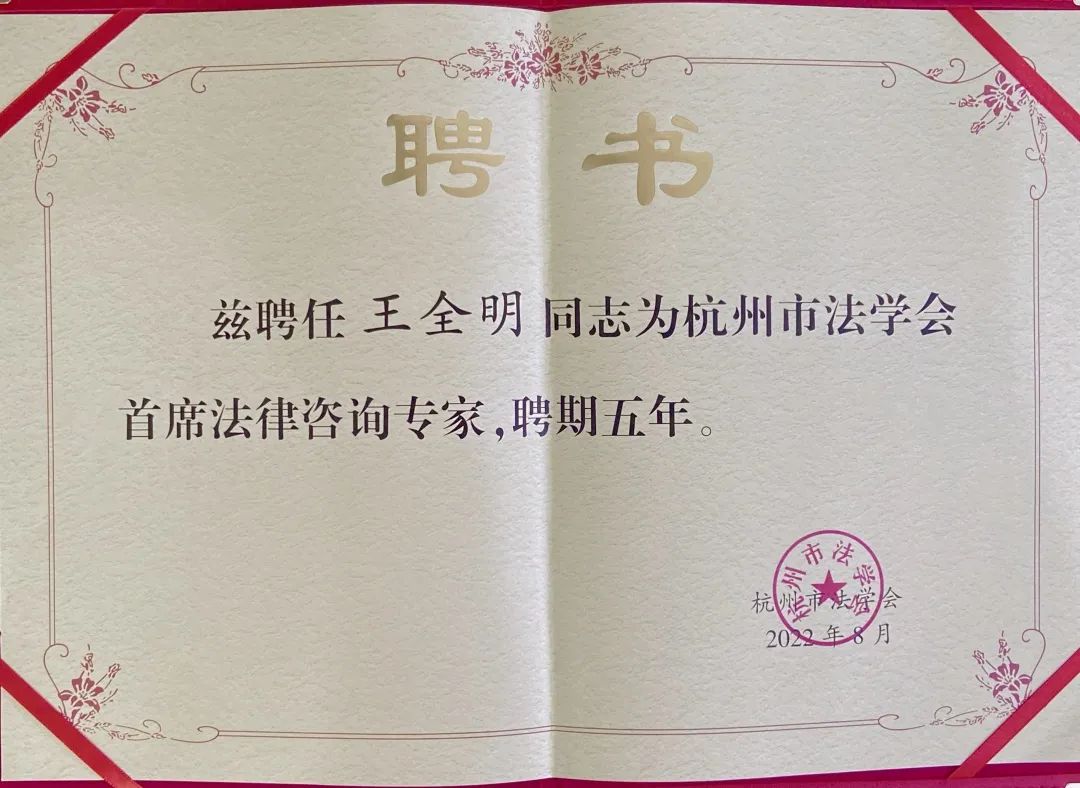 聘书
兹聘任 王全明 同志为杭州市法学会
首席法律咨询专家,聘期五年。
杭州市法学会
杭州市法学会
2022 年 8 月